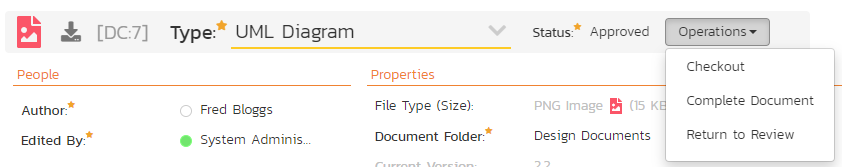 [DC:7] Type:* UML Diagram Status:* Approved Operations
Checkout
Complete Document
Return to Review
People
Author:* Fred Bloggs
Edited By:* System Adminis...
Properties
File Type (Size): PNG Image (15 KB
Document Folder:* Design Documents
Current Version: 2.2